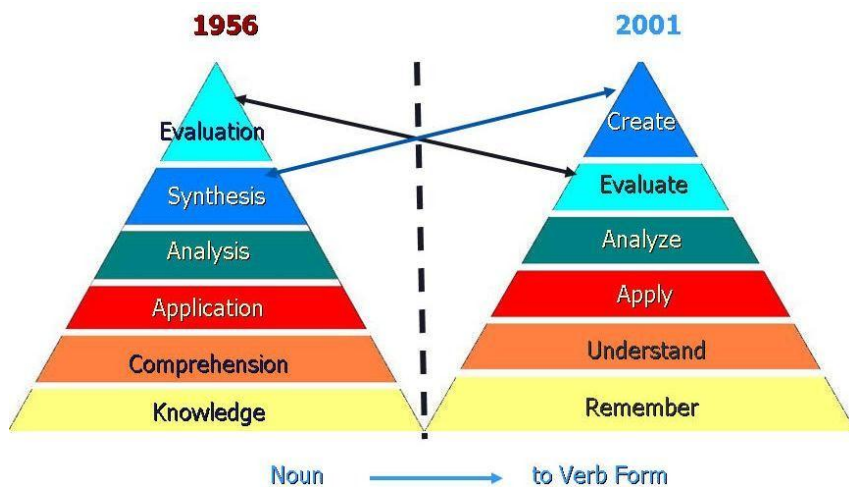 1956
2001
Evaluation
Synthesis
Analysis
Application
Comprehension
Knowledge
Create
Evaluate
Analyze
Apply
Understand
Remember
Noun to Verb Form